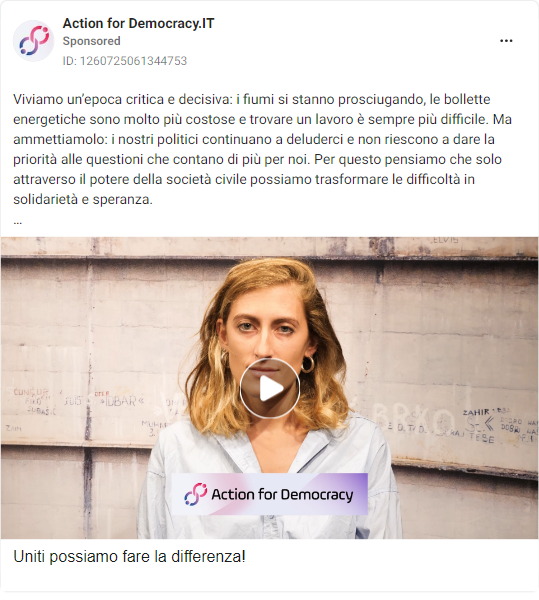 Action for Democracy.IT
Sponsored
ID: 1260725061344753
Viviamo un'epoca critica e decisiva: i fiumi si stanno prosciugando, le bollette
energetiche sono molto più costose e trovare un lavoro è sempre più difficile. Ma
ammettiamolo: i nostri politici continuano a deluderci e non riescono a dare la
priorità alle questioni che contano di più per noi. Per questo pensiamo che solo
attraverso il potere della società civile possiamo trasformare le difficoltà in
solidarietà e speranza.
...
ZAHIR
Action for Democracy
Uniti possiamo fare la differenza!